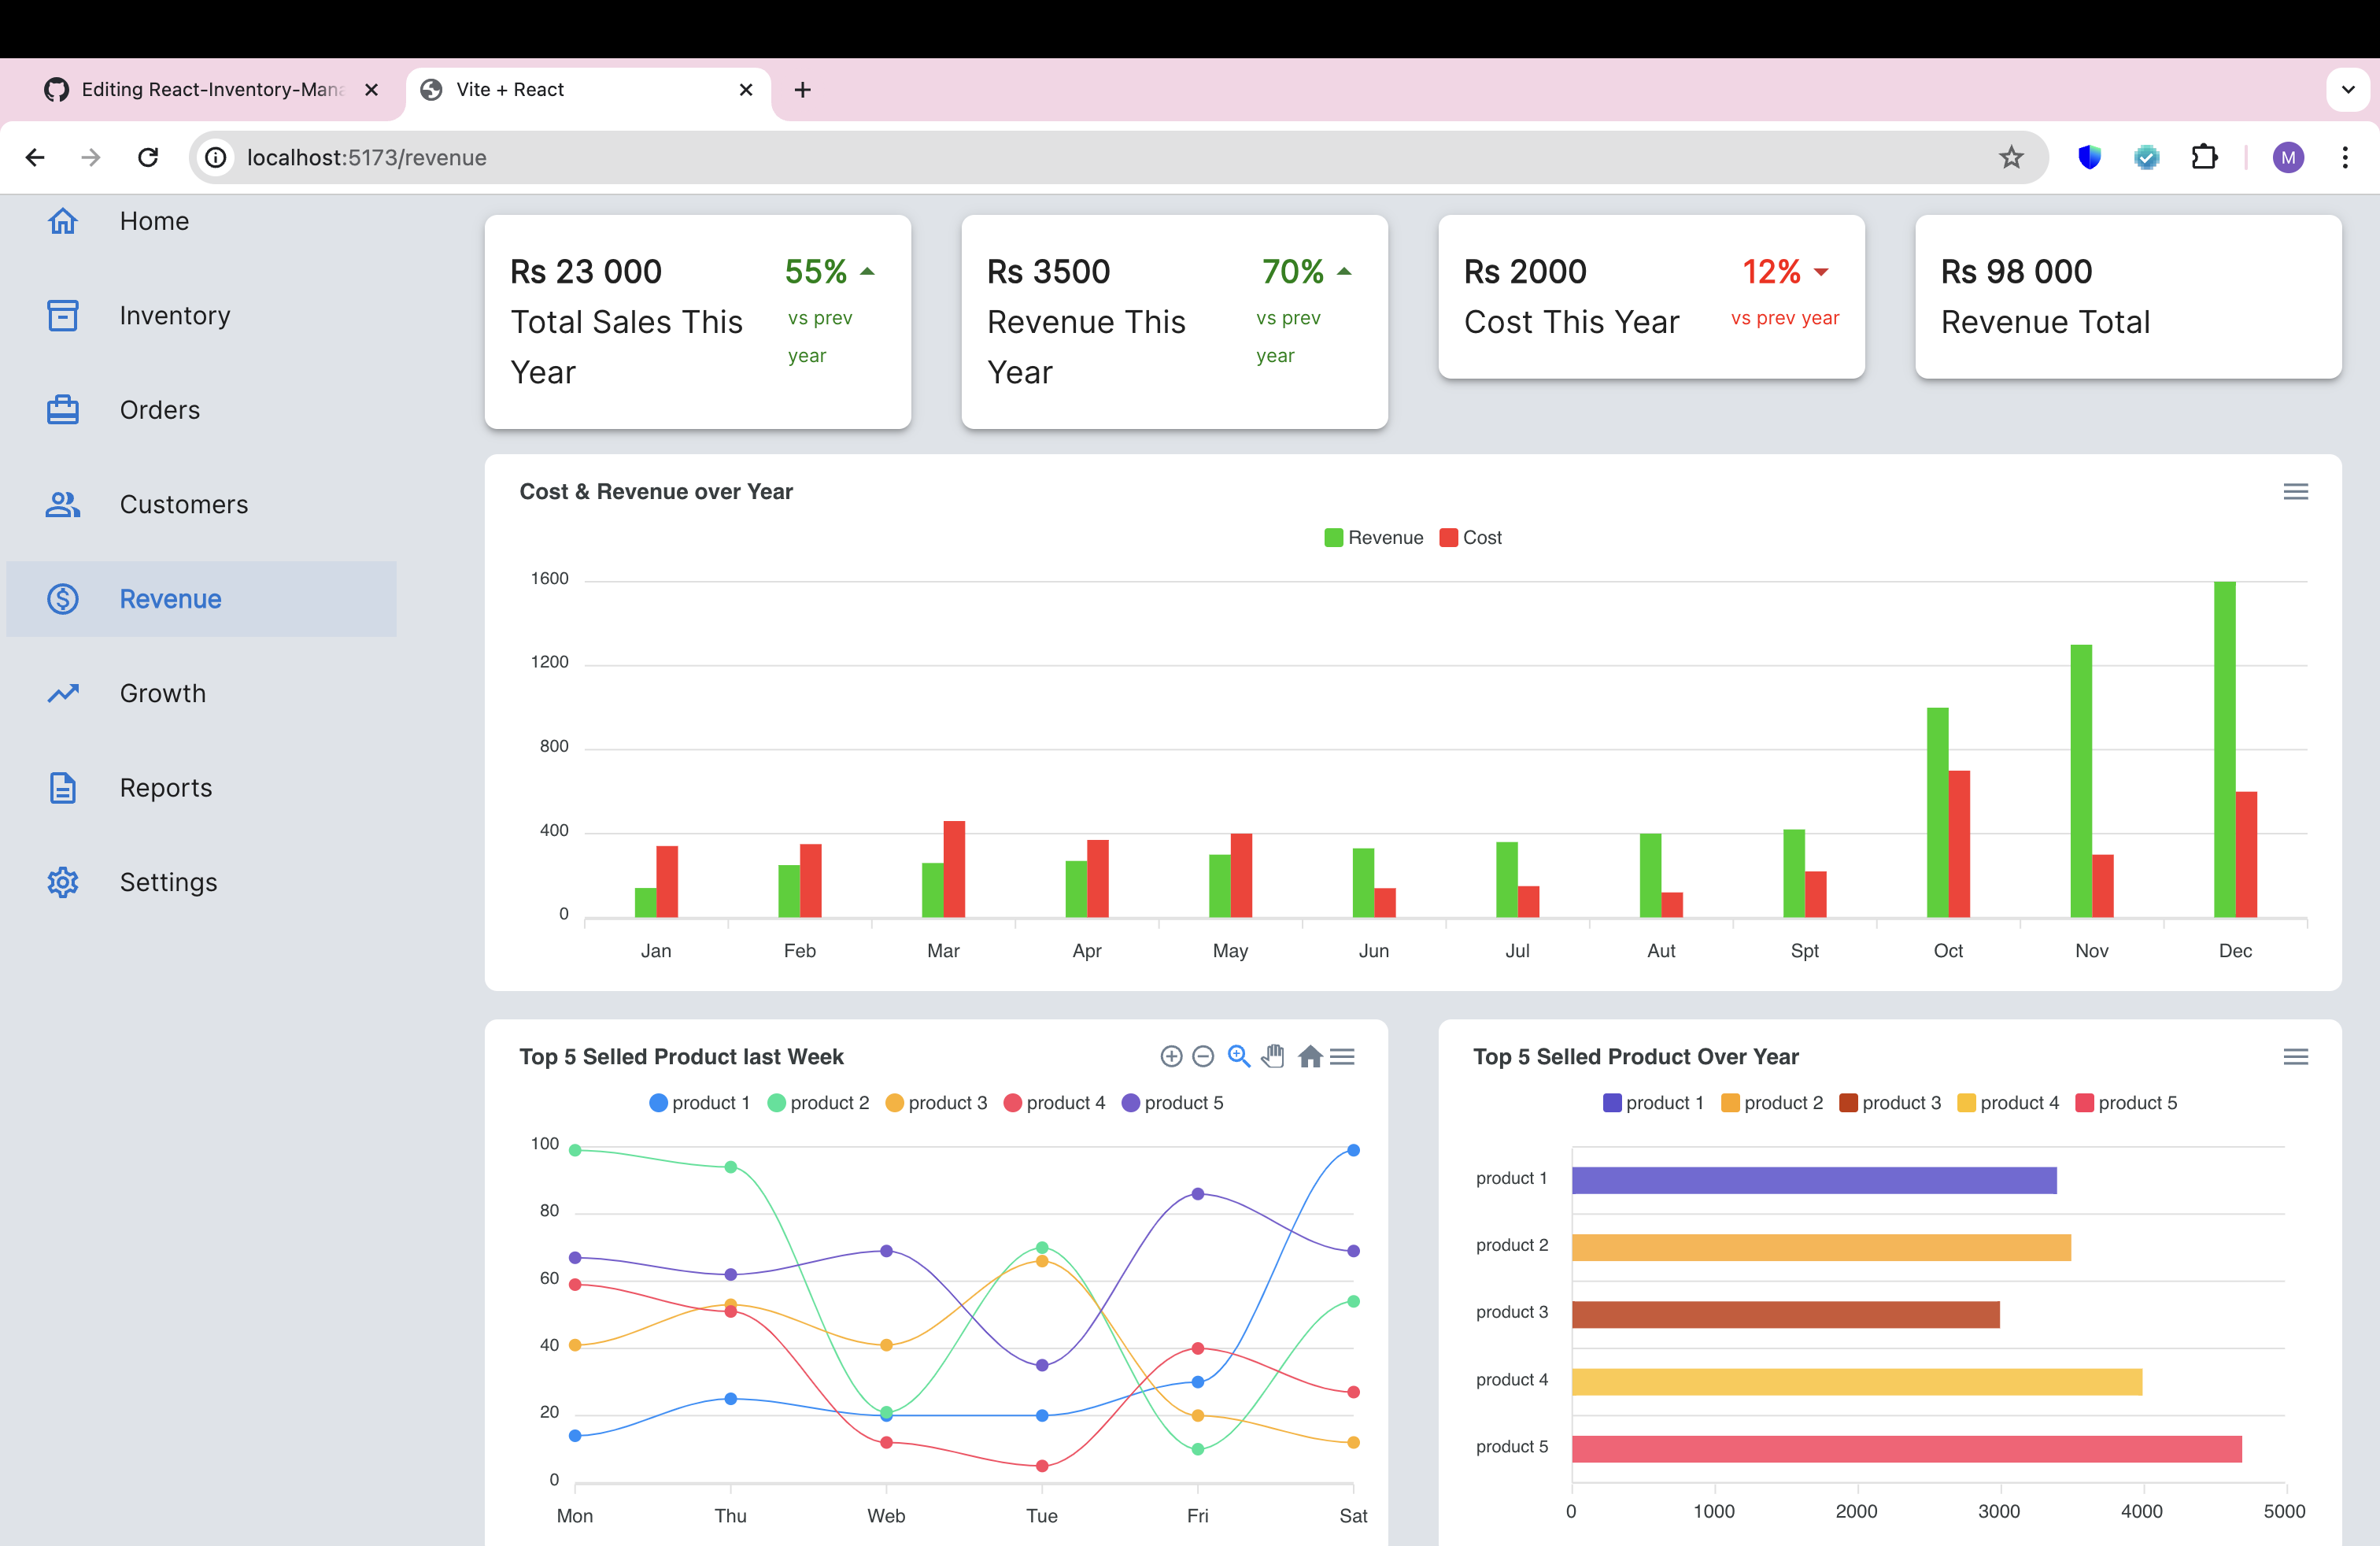 Editing React-Inventory-Mana
Vite + React
localhost:5173/revenue
M
Home
Inventory
Orders
Customers
Revenue
Growth
Reports
Settings
Rs 23 000
55%
Total Sales This
Year
vs prev
year
Rs 3500
70%
Revenue This
Year
vs prev
year
Rs 2000
12%
Cost This Year
vs prev year
Rs 98 000
Revenue Total
Cost & Revenue over Year
Revenue Cost
1600
1200
800
400
0
Jan Feb Mar Apr May Jun Jul Aut Spt Oct Nov Dec
Top 5 Selled Product last Week
product 1 product 2 product 3 product 4 product 5
100
80
60
40
20
0
Mon Thu Web Tue Fri Sat
Top 5 Selled Product Over Year
product 1 product 2 product 3 product 4 product 5
product 1
product 2
product 3
product 4
product 5
0 1000 2000 3000 4000 5000